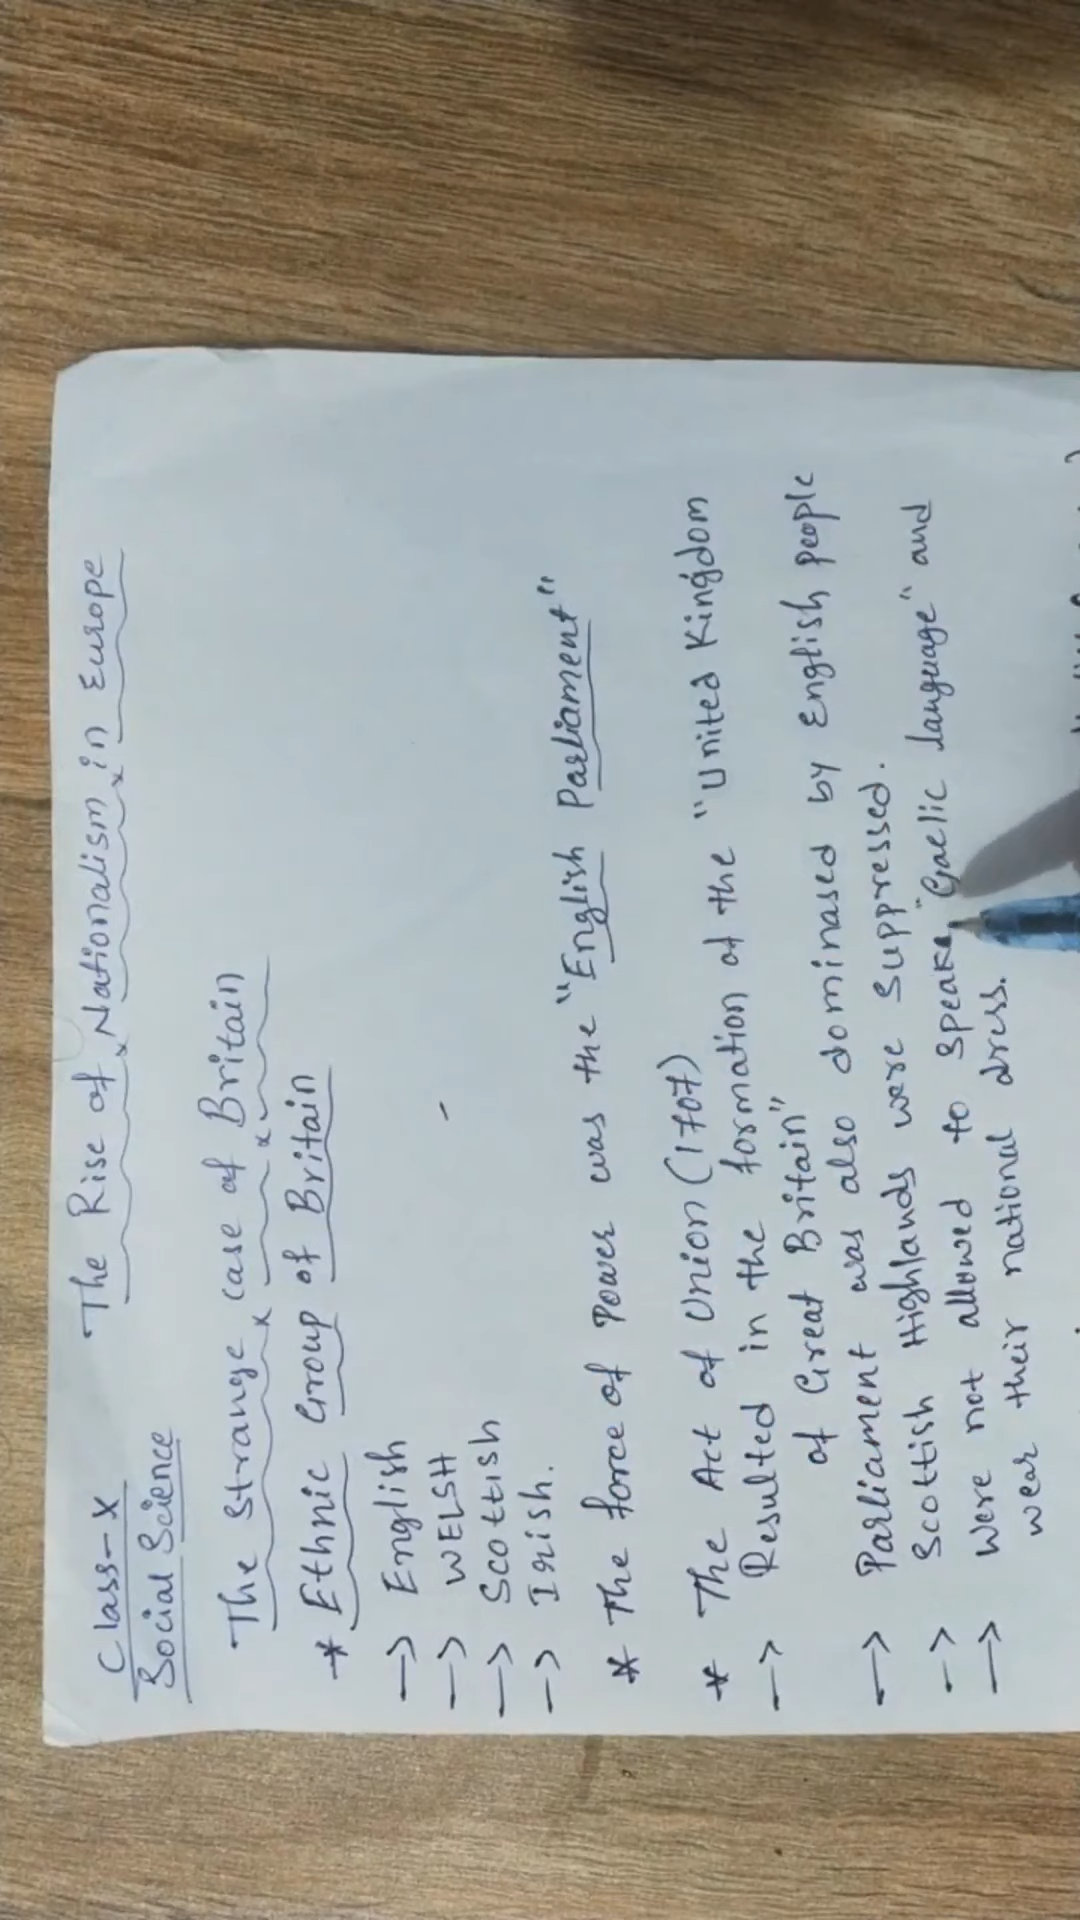 Class-X
Social Science
The Rise of Nationalism in Europe
The Strange case of Britain
* Ethnic Group of Britain
→ English
→ WELSH
→ Scottish
→ Irish.
* The force of Power was the "English Parliament"
* The Act of Union (1707)
→ Resulted in the formation of the "United Kingdom
of Great Britain"
→ Parliament was also dominased by English people
→ Scottish Highlands were Suppressed.
→ Were not allowed to speake "Gaelic language" and
wear their national dress.